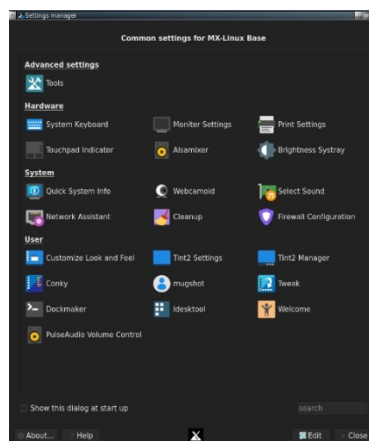 Settings manager
Common settings for MX-Linux Base
Advanced settings
Tools
Hardware
System Keyboard Monitor Settings Print Settings
Touchpad Indicator Alsamixer Brightness Systray
System
Quick System Info Webcamoid Select Sound
Network Assistant Cleanup Firewall Configuration
User
Customize Look and Feel Tint2 Settings Tint2 Manager
Conky mugshot Tweak
Dockmaker Idesktool Welcome
PulseAudio Volume Control
Show this dialog at start up search
About... Help Edit Close